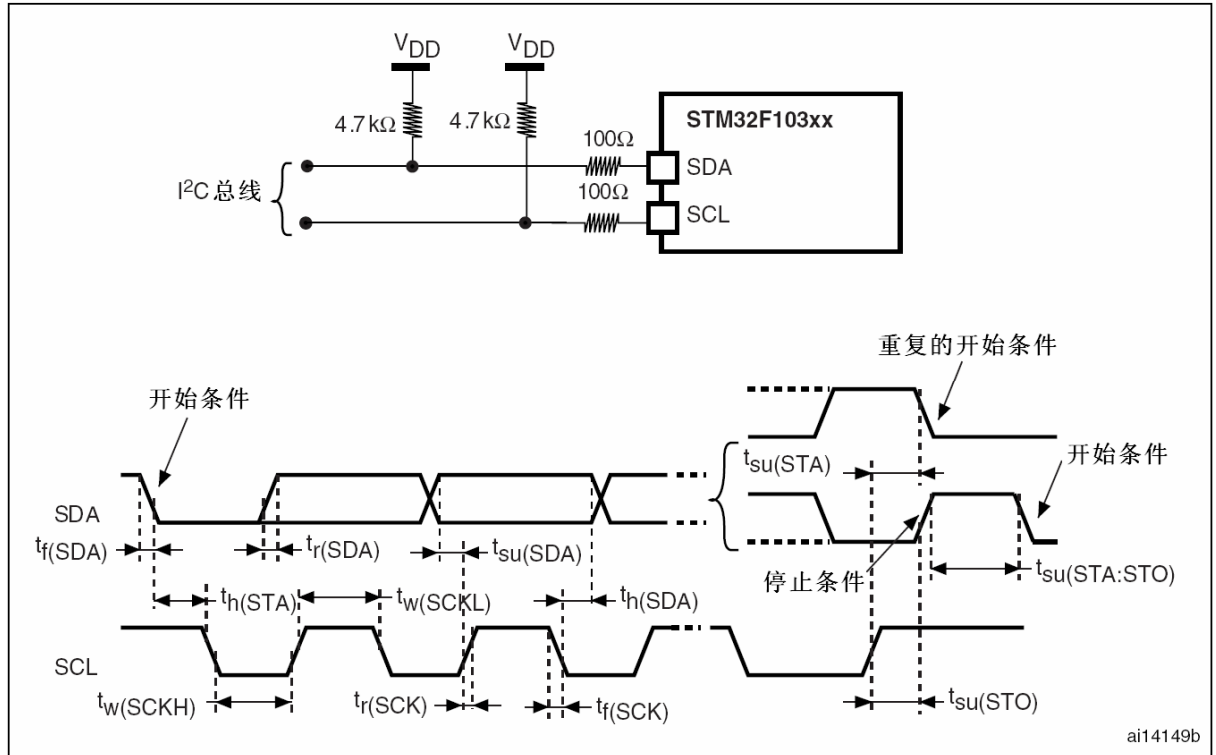 VDD VDD
4.7kΩ 4.7kΩ
STM32F103xx
100Ω
SDA
I²C总线
100Ω
SCL
重复的开始条件
开始条件
tsu(STA)
开始条件
SDA
tf(SDA)
tr(SDA)
tsu(SDA)
停止条件
tsu(STA:STO)
th(STA)
tw(SCKL)
th(SDA)
SCL
tw(SCKH)
tr(SCK)
tf(SCK)
tsu(STO)
ai14149b